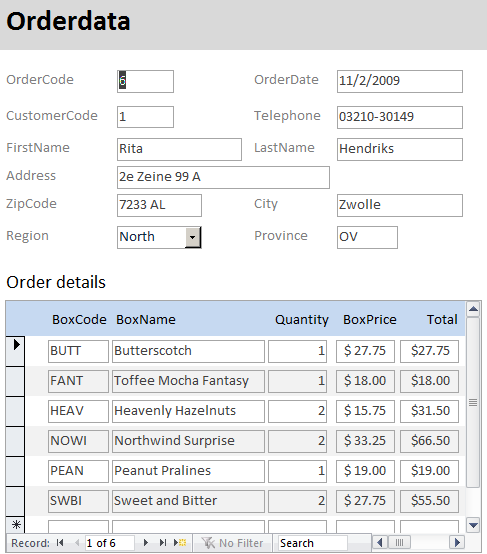 Orderdata
OrderCode 6 OrderDate 11/2/2009
CustomerCode 1 Telephone 03210-30149
FirstName Rita LastName Hendriks
Address 2e Zeine 99 A
ZipCode 7233 AL City Zwolle
Region North Province OV
Order details
BoxCode BoxName Quantity BoxPrice Total
BUTT Butterscotch 1 $ 27.75 $27.75
FANT Toffee Mocha Fantasy 1 $ 18.00 $18.00
HEAV Heavenly Hazelnuts 2 $ 15.75 $31.50
NOWI Northwind Surprise 2 $ 33.25 $66.50
PEAN Peanut Pralines 1 $ 19.00 $19.00
SWBI Sweet and Bitter 2 $ 27.75 $55.50
Record: 1 of 6 No Filter Search